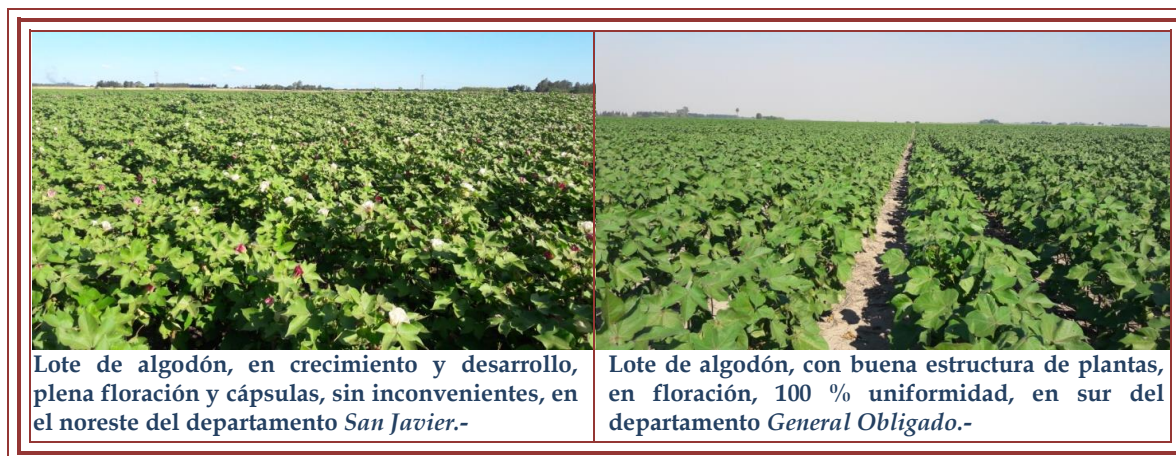 Lote de algodón, en crecimiento y desarrollo,
plena floración y cápsulas, sin inconvenientes, en
el noreste del departamento San Javier.-
Lote de algodón, con buena estructura de plantas,
en floración, 100 % uniformidad, en sur del
departamento General Obligado.-